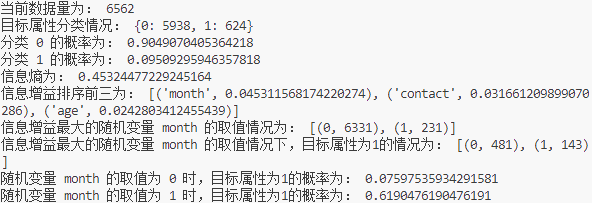 当前数据量为： 6562
目标属性分类情况： {0: 5938, 1: 624}
分类 0 的概率为： 0.9049070405364218
分类 1 的概率为： 0.09509295946357818
信息熵为： 0.45324477229245164
信息增益排序前三为： [('month', 0.045311568174220274), ('contact', 0.031661209899070
286), ('age', 0.0242803412455439)]
信息增益最大的随机变量 month 的取值情况为： [(0, 6331), (1, 231)]
信息增益最大的随机变量 month 的取值情况下，目标属性为1的情况为： [(0, 481), (1, 143)
]
随机变量 month 的取值为 0 时，目标属性为1的概率为： 0.07597535934291581
随机变量 month 的取值为 1 时，目标属性为1的概率为： 0.6190476190476191